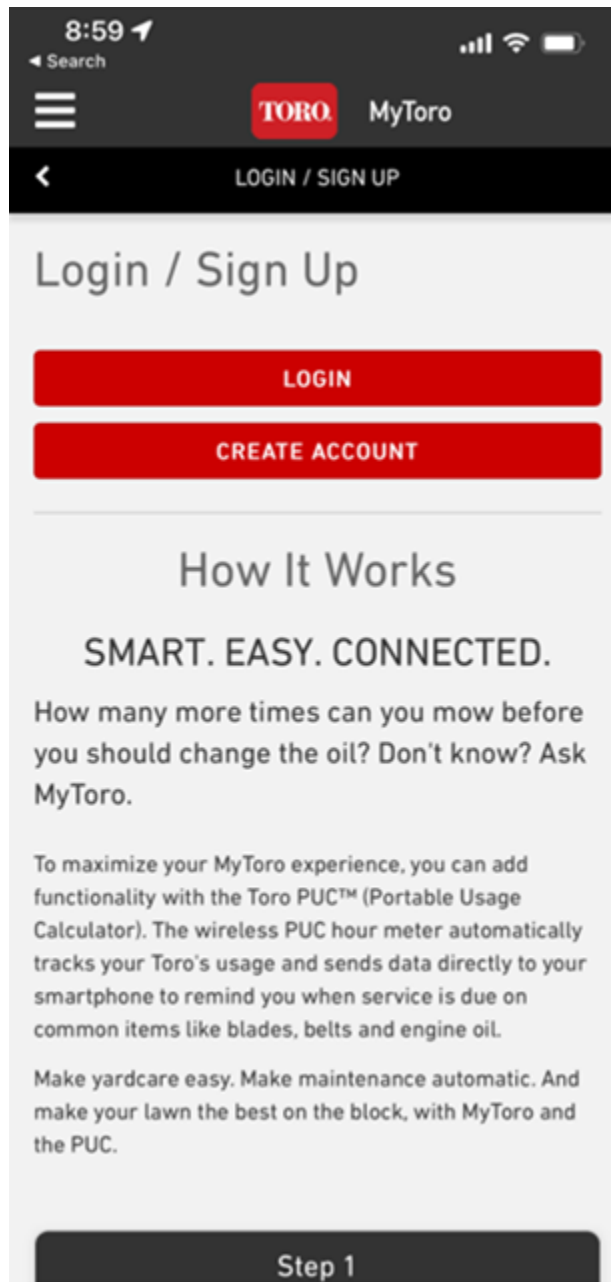 8:59
◀ Search
TORO. MyToro
LOGIN / SIGN UP
Login / Sign Up
LOGIN
CREATE ACCOUNT
How It Works
SMART. EASY. CONNECTED.
How many more times can you mow before
you should change the oil? Don't know? Ask
MyToro.
To maximize your MyToro experience, you can add
functionality with the Toro PUC™ (Portable Usage
Calculator). The wireless PUC hour meter automatically
tracks your Toro's usage and sends data directly to your
smartphone to remind you when service is due on
common items like blades, belts and engine oil.
Make yardcare easy. Make maintenance automatic. And
make your lawn the best on the block, with MyToro and
the PUC.
Step 1